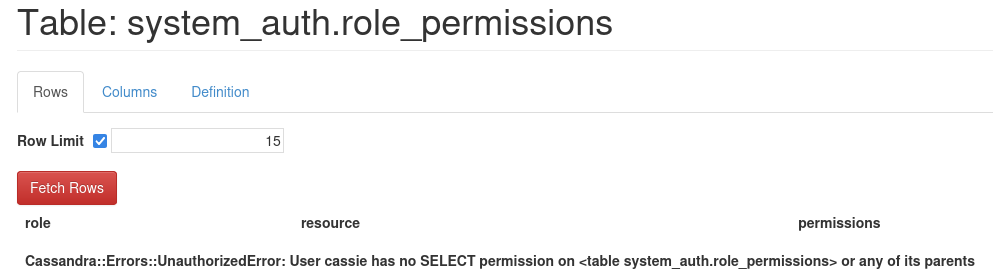 Table: system_auth.role_permissions
Rows Columns Definition
Row Limit 15
Fetch Rows
role resource permissions
Cassandra::Errors::UnauthorizedError: User cassie has no SELECT permission on <table system_auth.role_permissions> or any of its parents